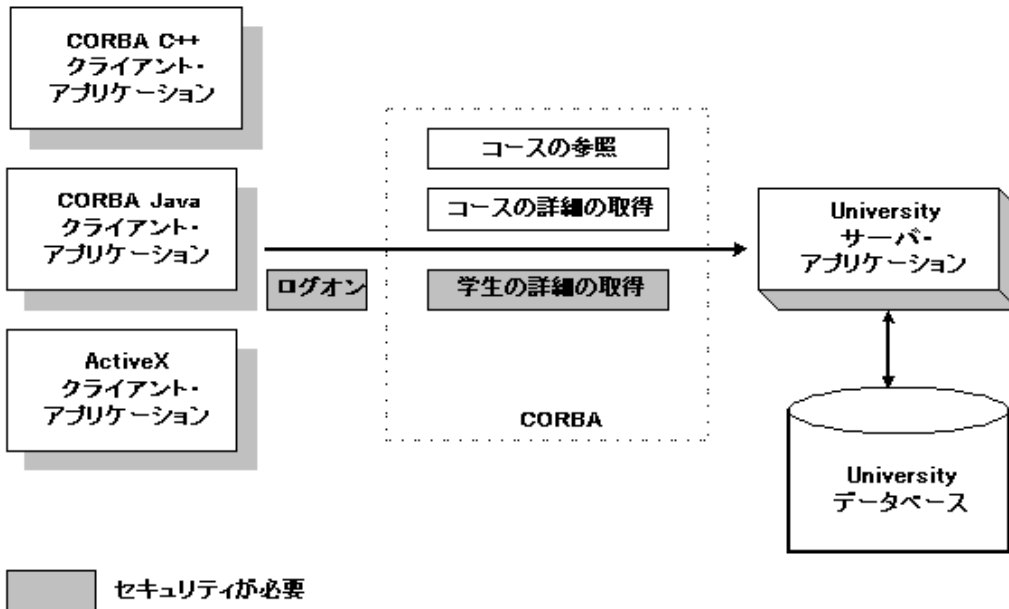 CORBA C++
クライアント・
アプリケーション
CORBA Java
クライアント・
アプリケーション
ActiveX
クライアント・
アプリケーション
ログオン
コースの参照
コースの詳細の取得
学生の詳細の取得
CORBA
University
サーバ・
アプリケーション
University
データベース
セキュリティが必要